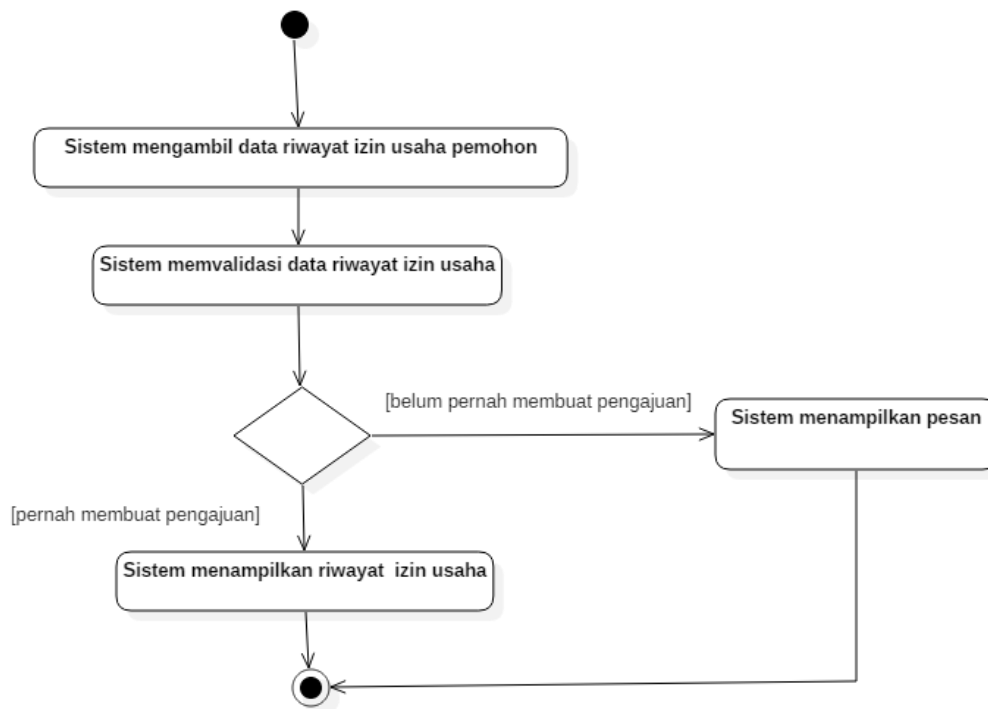 Sistem mengambil data riwayat izin usaha pemohon
Sistem memvalidasi data riwayat izin usaha
[belum pernah membuat pengajuan]
Sistem menampilkan pesan
[pernah membuat pengajuan]
Sistem menampilkan riwayat  izin usaha